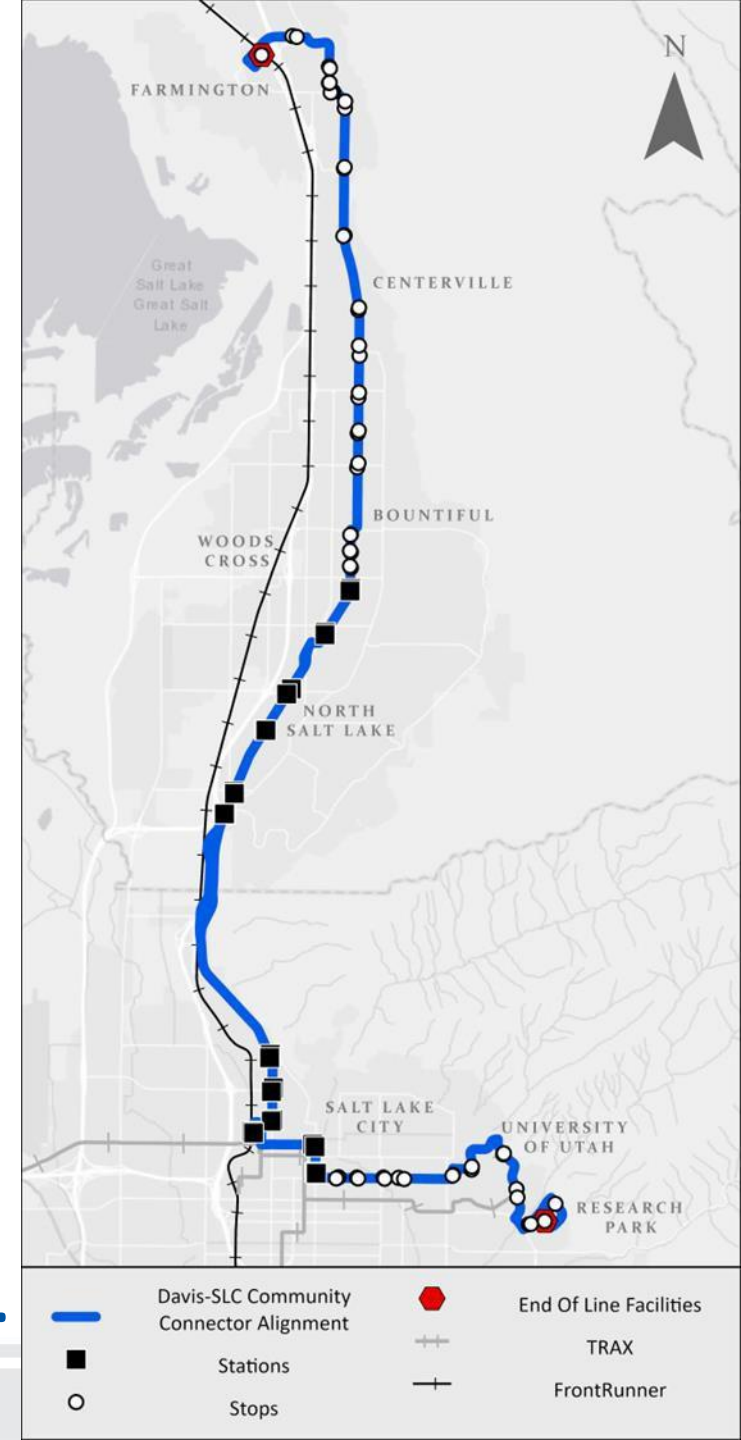 N
FARMINGTON
Great
Salt Lake
Great Salt
Lake
CENTERVILLE
BOUNTIFUL
WOODS
CROSS
NORTH
SALT LAKE
SALT LAKE
CITY
UNIVERSITY
OF UTAH
RESEARCH
PARK
Davis-SLC Community
Connector Alignment
Stations
Stops
End Of Line Facilities
TRAX
FrontRunner